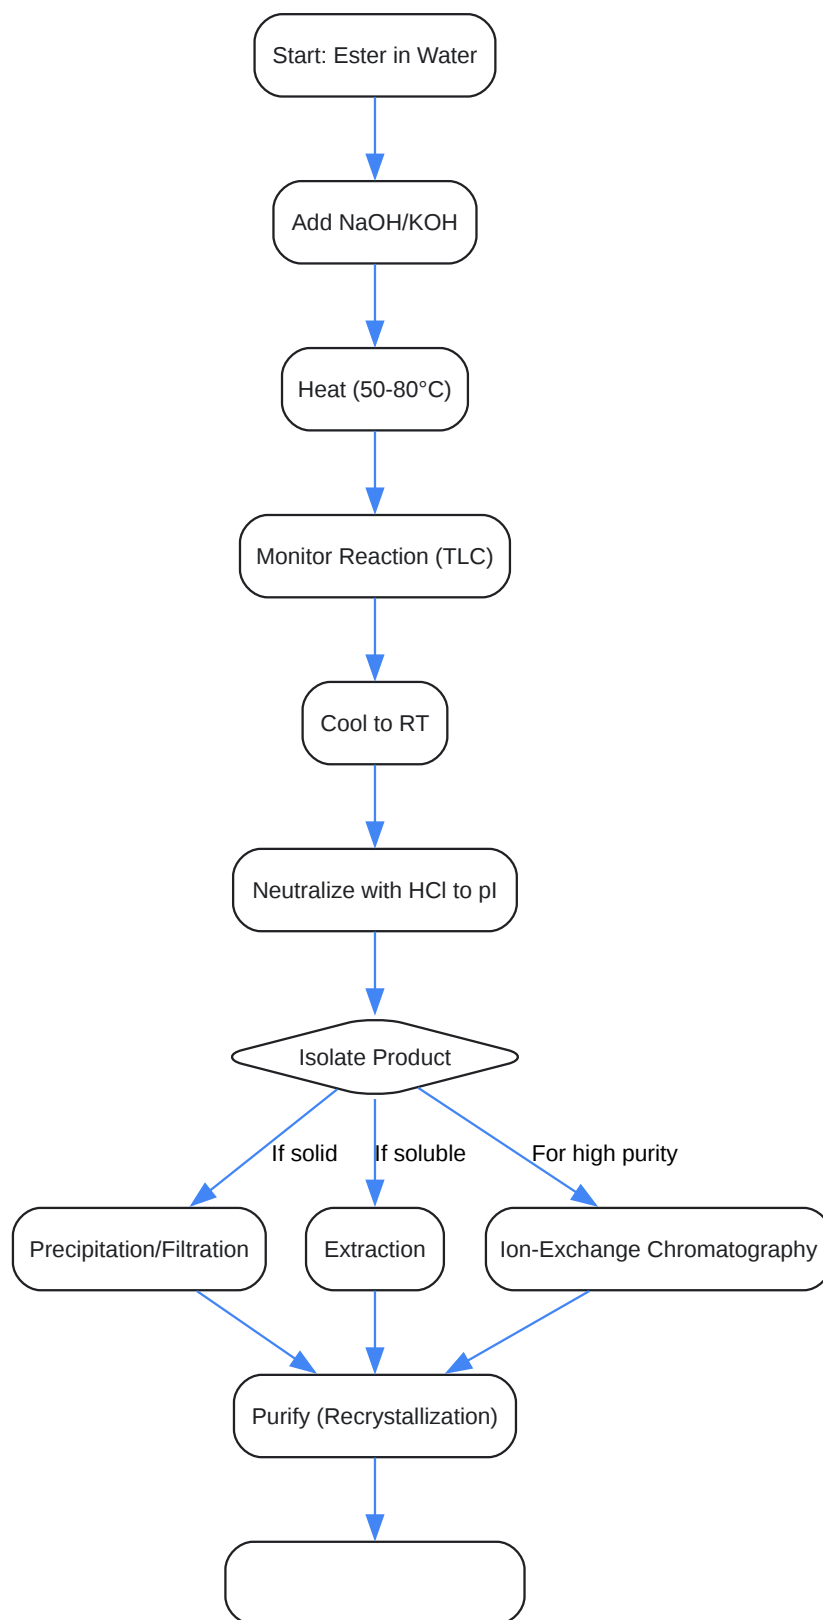 Start: Ester in Water
Add NaOH/KOH
Heat (50-80°C)
Monitor Reaction (TLC)
Cool to RT
Neutralize with HCl to pI
Isolate Product
If solid
If soluble
For high purity
Precipitation/Filtration
Extraction
Ion-Exchange Chromatography
Purify (Recrystallization)